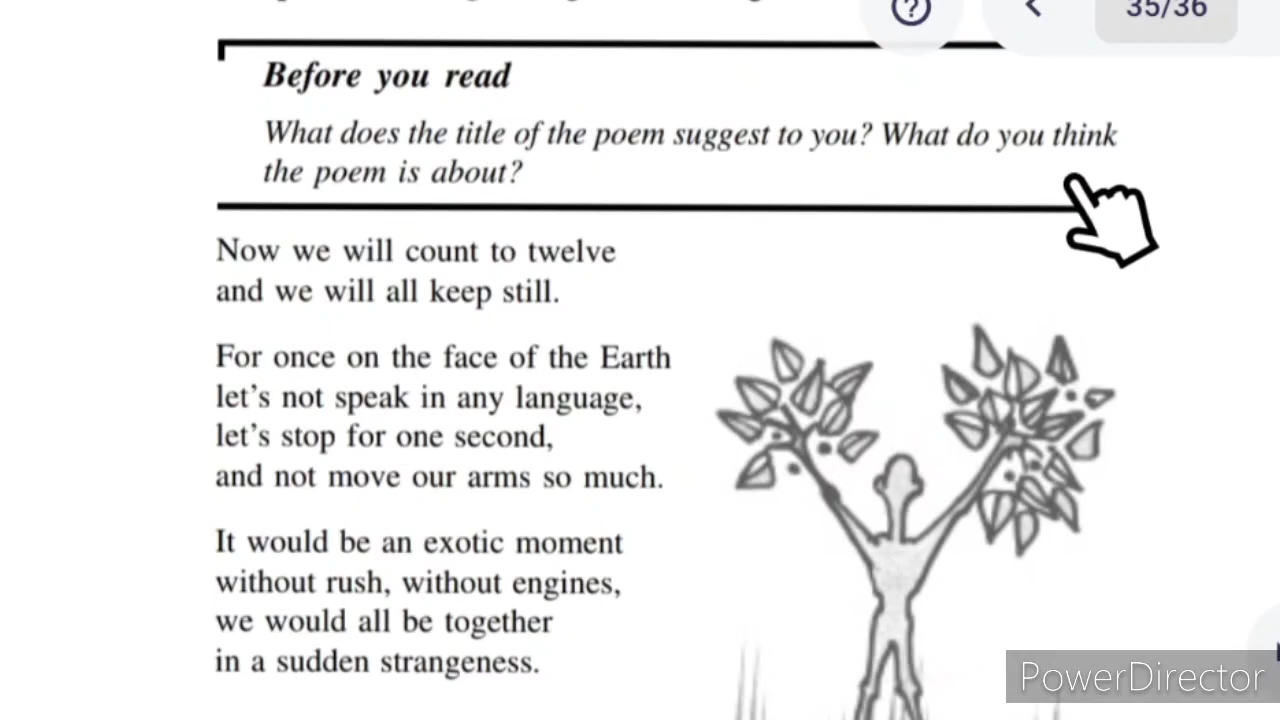 35/36
Before you read
What does the title of the poem suggest to you? What do you think
the poem is about?
Now we will count to twelve
and we will all keep still.
For once on the face of the Earth
let's not speak in any language,
let's stop for one second,
and not move our arms so much.
It would be an exotic moment
without rush, without engines,
we would all be together
in a sudden strangeness.
PowerDirector